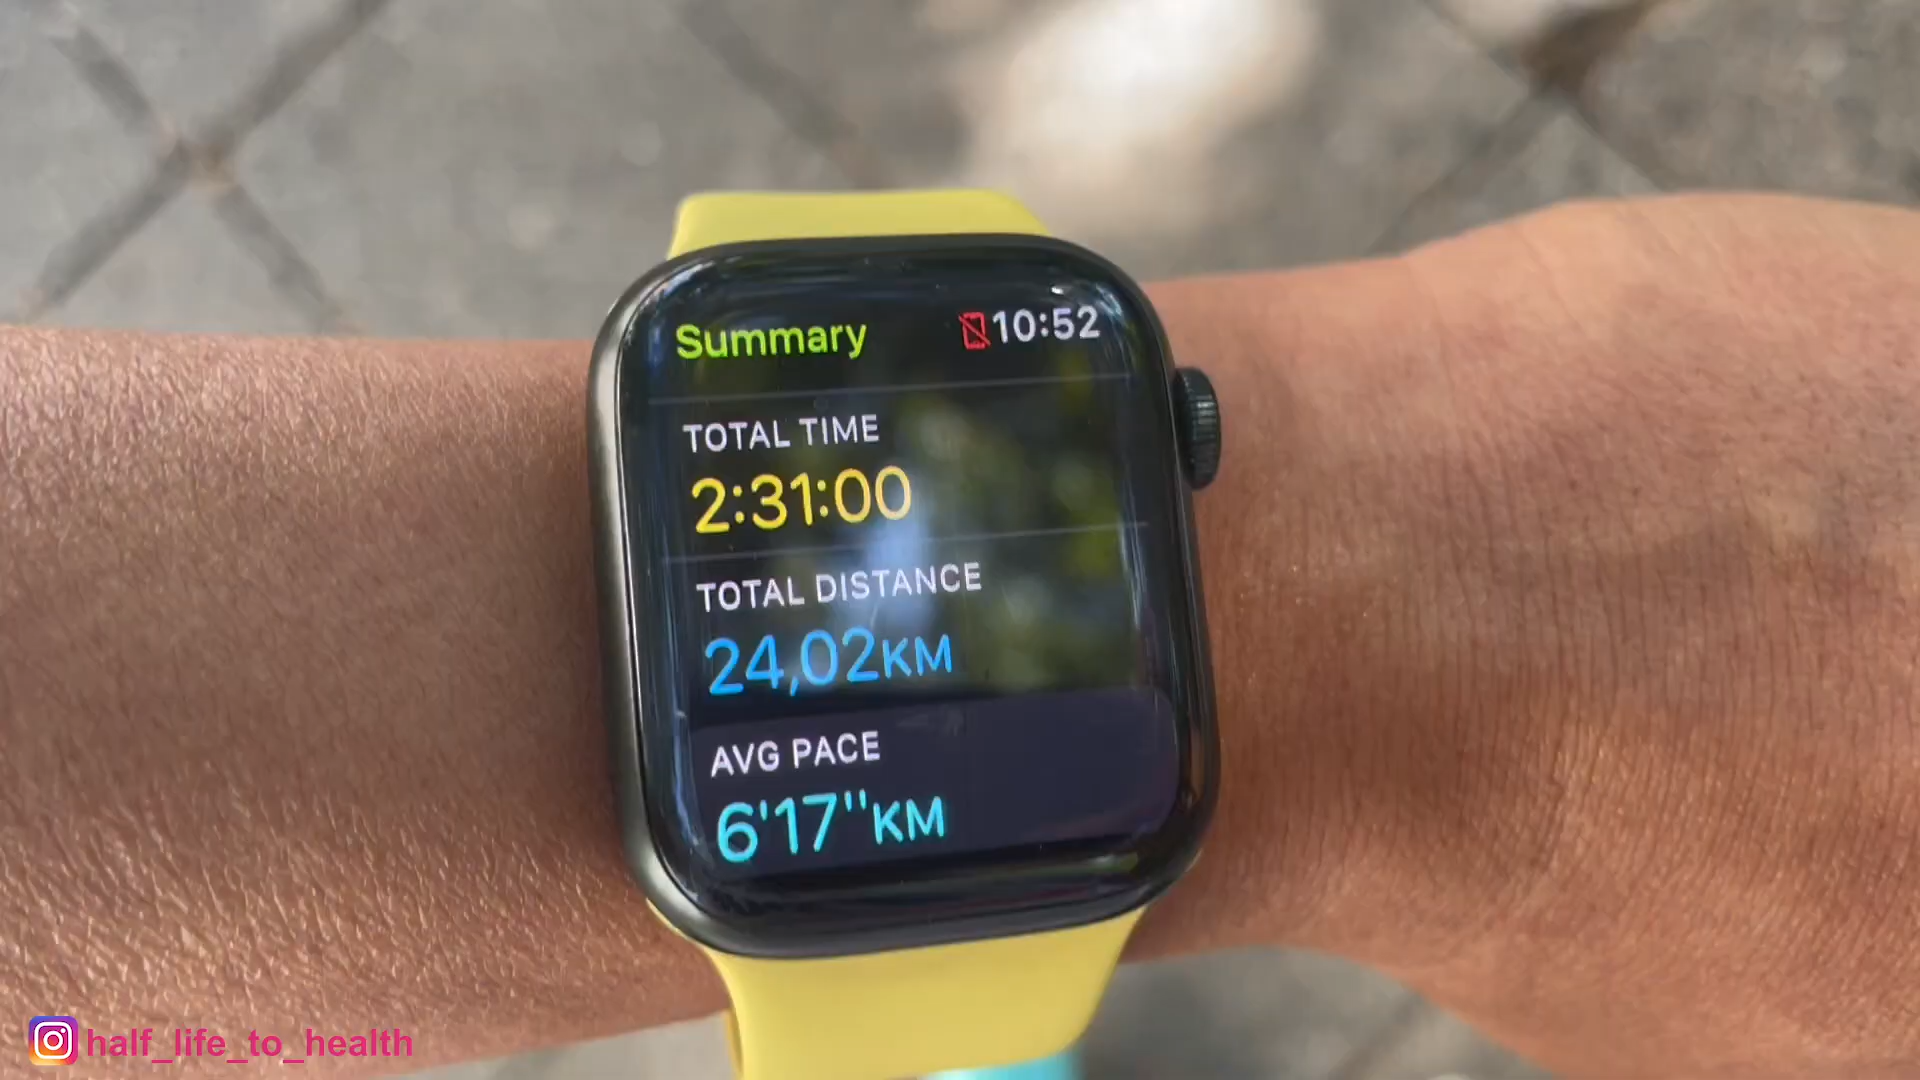 Summary
10:52
TOTAL TIME
2:31:00
TOTAL DISTANCE
24,02KM
AVG PACE
6'17''KM
half_life_to_health